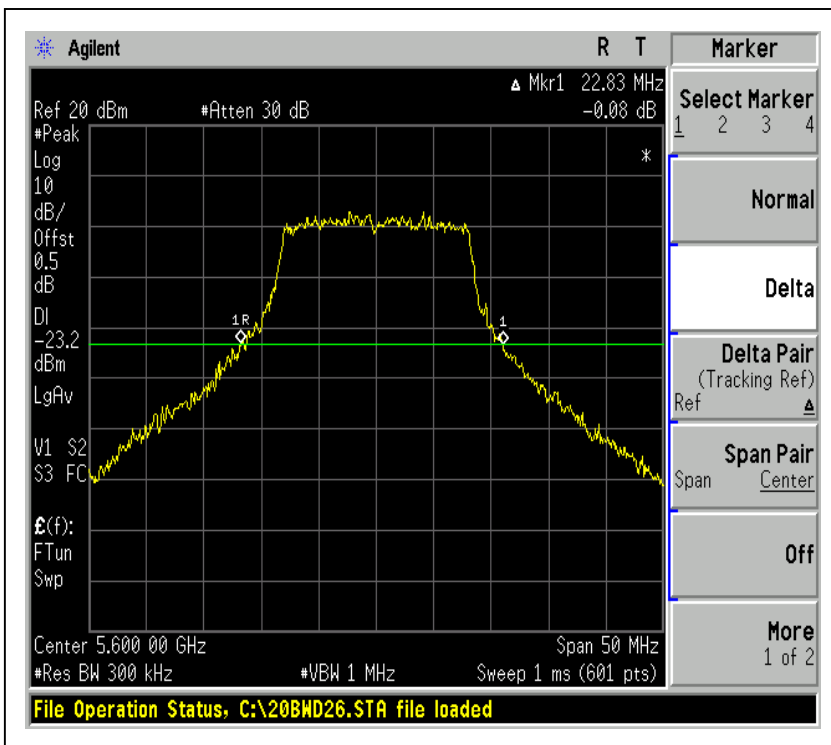 Agilent R T
▵ Mkr1 22.83 MHz
Ref 20 dBm #Atten 30 dB -0.08 dB
#Peak
Log
10
dB/
Offst
0.5
dB
DI
-23.2
dBm
LgAv
V1 S2
S3 FC
£(f):
FTun
Swp
*
1R
1
Center 5.600 00 GHz Span 50 MHz
#Res BW 300 kHz #VBW 1 MHz Sweep 1 ms (601 pts)
File Operation Status, C:\20BWD26.STA file loaded
Marker
Select Marker
1 2 3 4
Normal
Delta
Delta Pair
(Tracking Ref)
Ref ▵
Span Pair
Span Center
Off
More
1 of 2